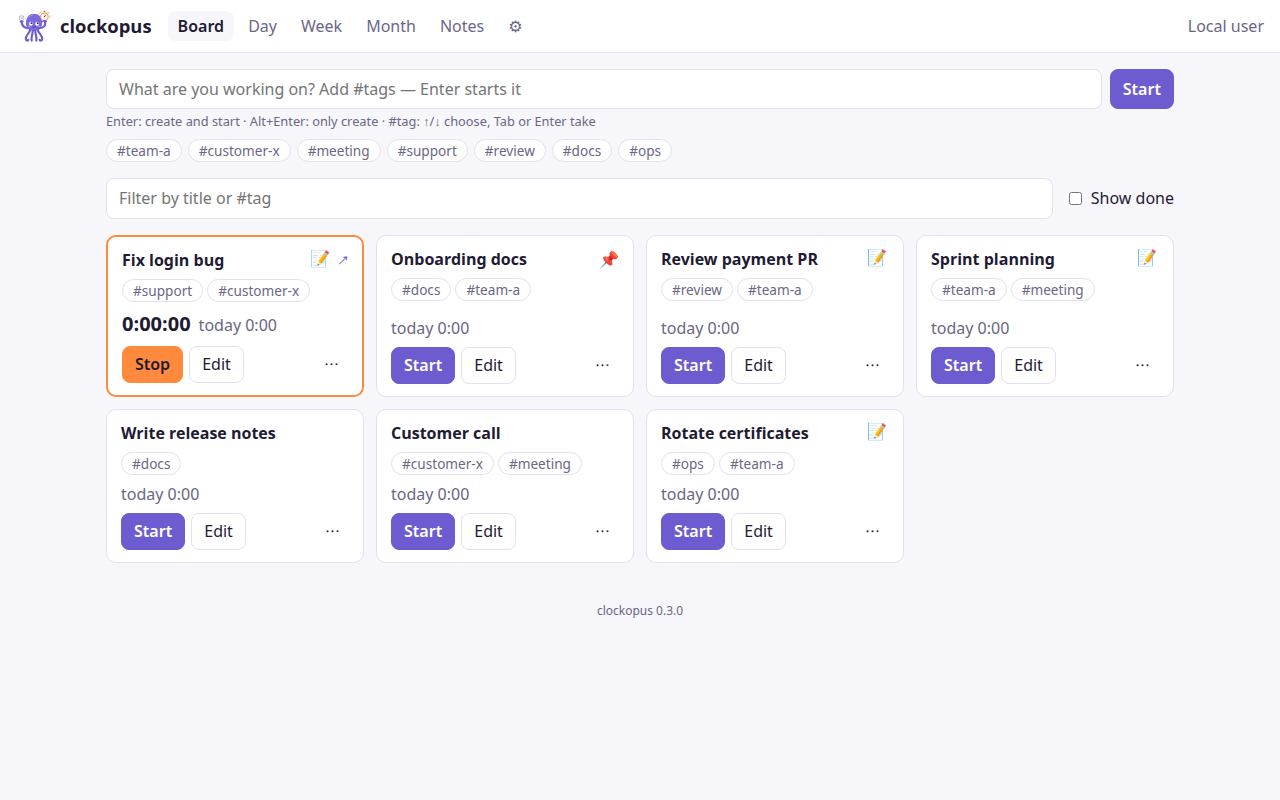 clockopus Board Day Week Month Notes Local user
What are you working on? Add #tags — Enter starts it Start
Enter: create and start · Alt+Enter: only create · #tag: ↑/↓ choose, Tab or Enter take
#team-a #customer-x #meeting #support #review #docs #ops
Filter by title or #tag Show done
Fix login bug
#support #customer-x
0:00:00 today 0:00
Stop Edit ...
Onboarding docs
#docs #team-a
today 0:00
Start Edit ...
Review payment PR
#review #team-a
today 0:00
Start Edit ...
Sprint planning
#team-a #meeting
today 0:00
Start Edit ...
Write release notes
#docs
today 0:00
Start Edit ...
Customer call
#customer-x #meeting
today 0:00
Start Edit ...
Rotate certificates
#ops #team-a
today 0:00
Start Edit ...
clockopus 0.3.0